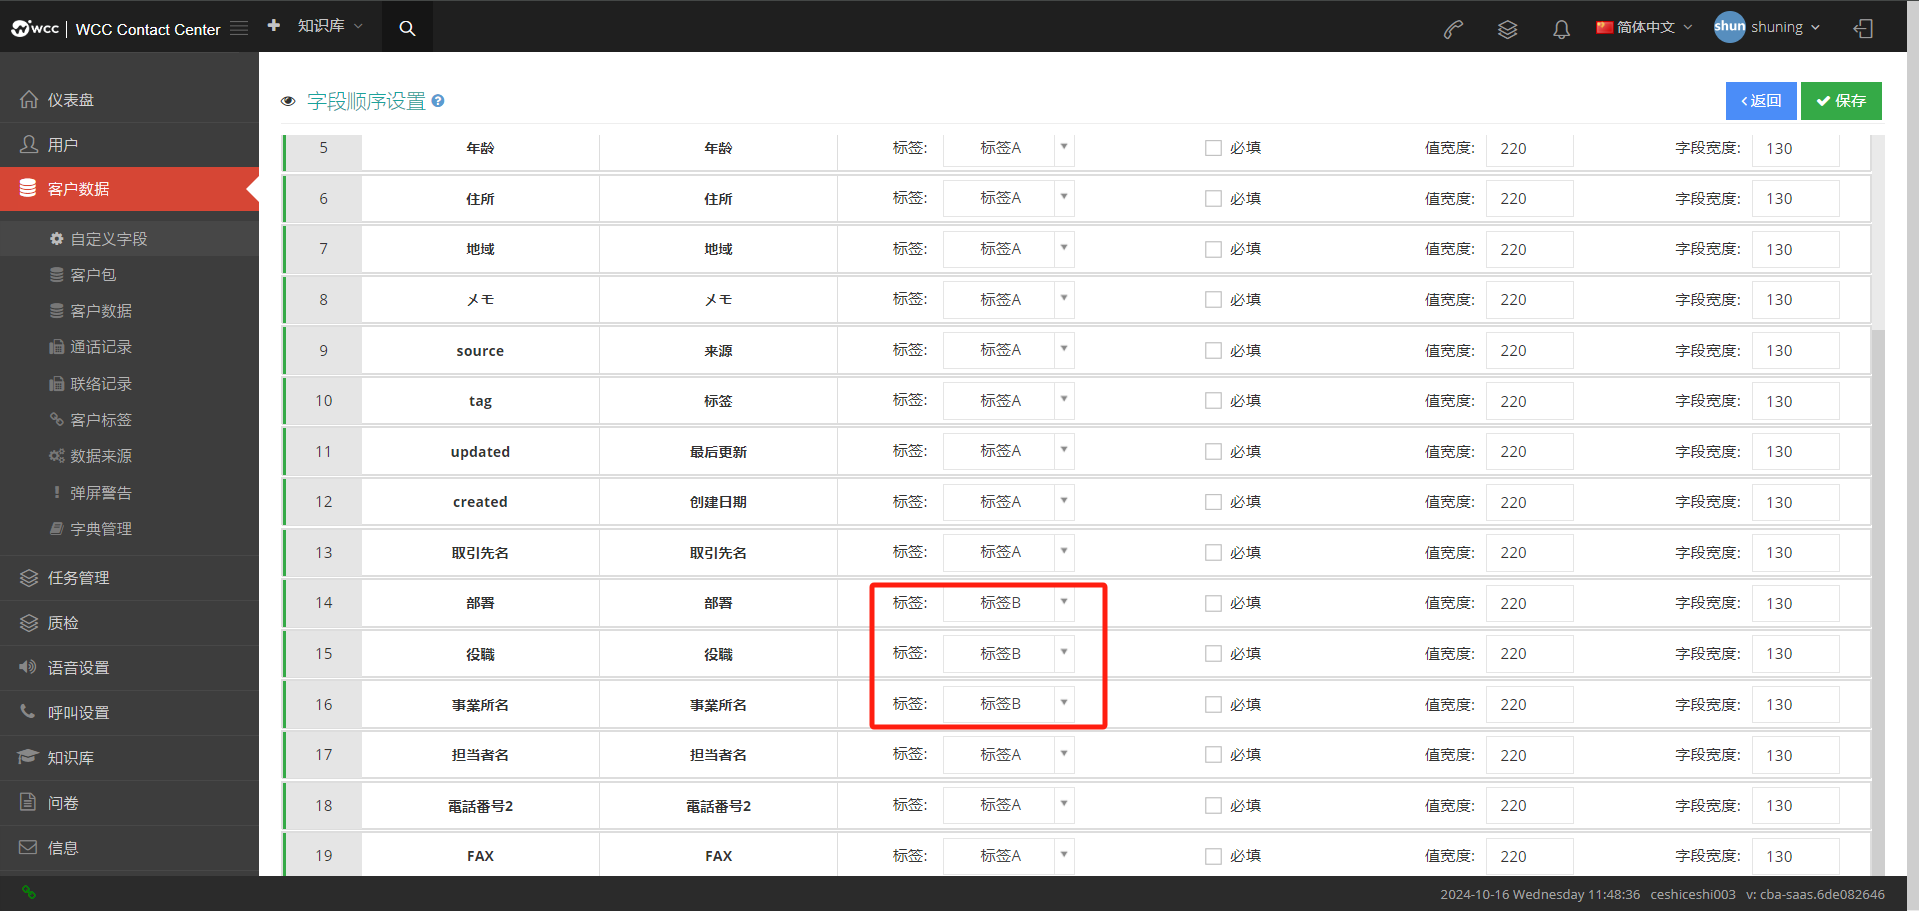 wcc | WCC Contact Center 知识库 shun 简体中文 shuning
字段顺序设置 返回 保存
仪表盘
用户
客户数据
自定义字段
客户包
客户数据
通话记录
联络记录
客户标签
数据来源
弹屏警告
字典管理
任务管理
质检
语音设置
呼叫设置
知识库
问卷
信息
5 年齢 年齢 标签: 标签A 必填 值宽度: 220 字段宽度: 130
6 住所 住所 标签: 标签A 必填 值宽度: 220 字段宽度: 130
7 地域 地域 标签: 标签A 必填 值宽度: 220 字段宽度: 130
8 メモ メモ 标签: 标签A 必填 值宽度: 220 字段宽度: 130
9 source 来源 标签: 标签A 必填 值宽度: 220 字段宽度: 130
10 tag 标签 标签: 标签A 必填 值宽度: 220 字段宽度: 130
11 updated 最后更新 标签: 标签A 必填 值宽度: 220 字段宽度: 130
12 created 创建日期 标签: 标签A 必填 值宽度: 220 字段宽度: 130
13 取引先名 取引先名 标签: 标签A 必填 值宽度: 220 字段宽度: 130
14 部署 部署 标签: 标签B 必填 值宽度: 220 字段宽度: 130
15 役職 役職 标签: 标签B 必填 值宽度: 220 字段宽度: 130
16 事業所名 事業所名 标签: 标签B 必填 值宽度: 220 字段宽度: 130
17 担当者名 担当者名 标签: 标签A 必填 值宽度: 220 字段宽度: 130
18 電話番号2 電話番号2 标签: 标签A 必填 值宽度: 220 字段宽度: 130
19 FAX FAX 标签: 标签A 必填 值宽度: 220 字段宽度: 130
2024-10-16 Wednesday 11:48:36 ceshiceshi003 v: cba-saas.6de082646